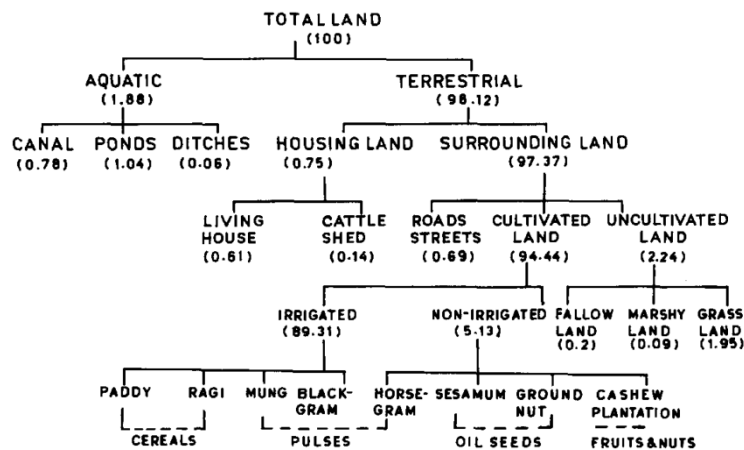 TOTAL LAND
(100)
AQUATIC TERRESTRIAL
(1.88) (98.12)
CANAL PONDS DITCHES HOUSING LAND SURROUNDING LAND
(0.78) (1.04) (0.06) (0.75) (97.37)
LIVING CATTLE ROADS CULTIVATED UNCULTIVATED
HOUSE SHED STREETS LAND LAND
(0.61) (0.14) (0.69) (94.44) (2.24)
IRRIGATED NON-IRRIGATED FALLOW MARSHY GRASS
(89.31) (5.13) LAND LAND LAND
(0.2) (0.09) (1.95)
PADDY RAGI MUNG BLACK- HORSE- SESAMUM GROUND CASHEW
GRAM GRAM NUT PLANTATION
CEREALS PULSES OIL SEEDS FRUITS&NUTS